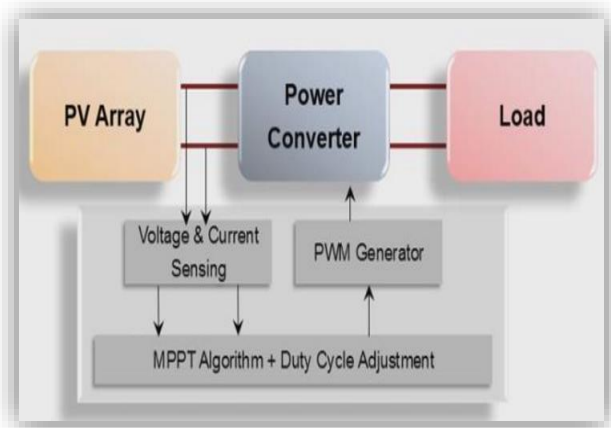 PV Array
Power
Converter
Load
Voltage & Current
Sensing
PWM Generator
MPPT Algorithm + Duty Cycle Adjustment